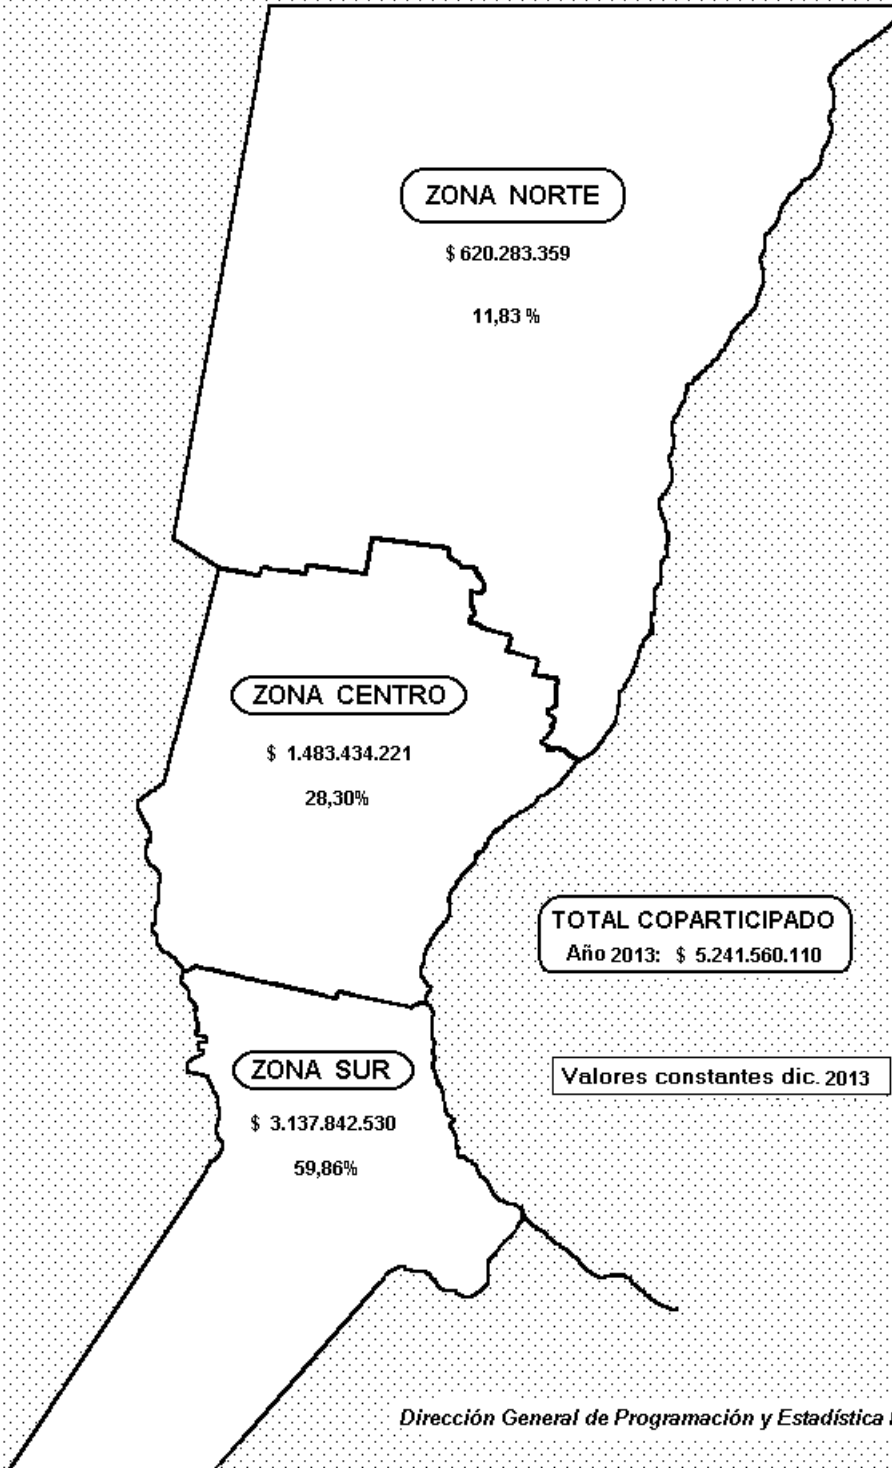 ZONA NORTE
$ 620.283.359
11,83 %
ZONA CENTRO
$ 1.483.434.221
28,30%
TOTAL COPARTICIPADO
Año 2013: $ 5.241.560.110
ZONA SUR
$ 3.137.842.530
59,86%
Valores constantes dic. 2013
Dirección General de Programación y Estadística